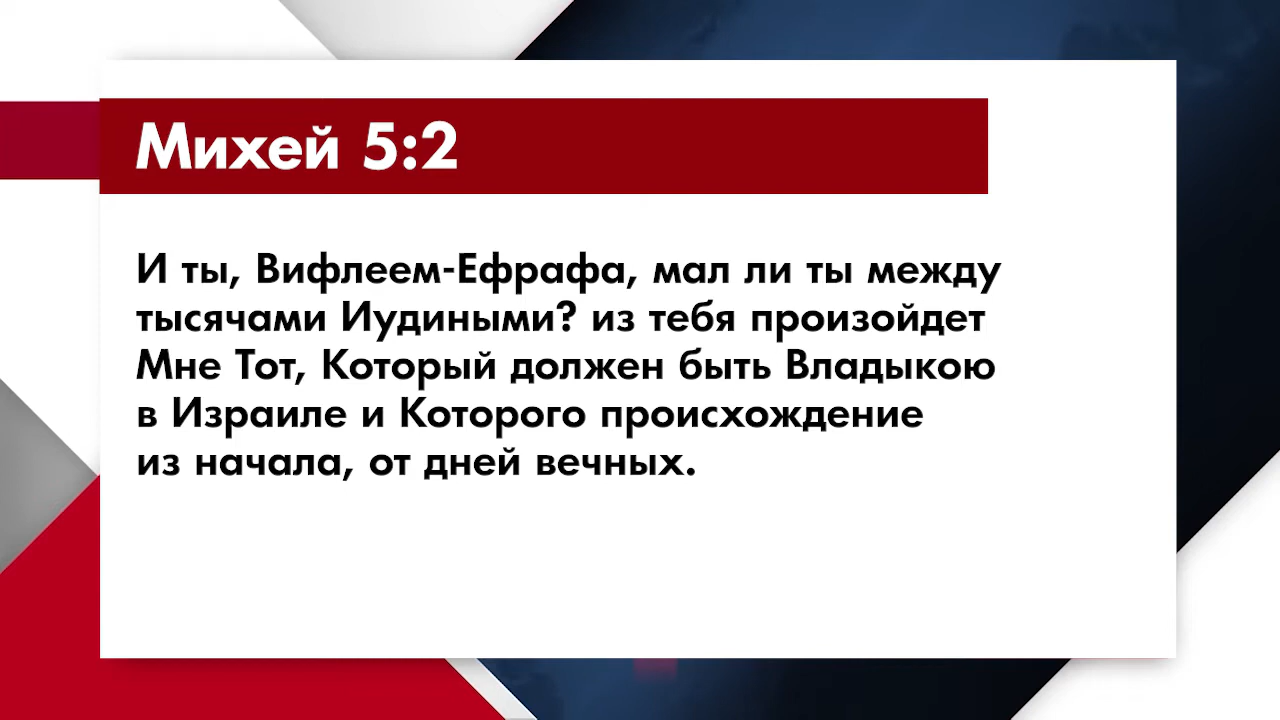 Михей 5:2
И ты, Вифлеем-Ефрафа, мал ли ты между
тысячами Иудиными? из тебя произойдет
Мне Тот, Который должен быть Владыкою
в Израиле и Которого происхождение
из начала, от дней вечных.